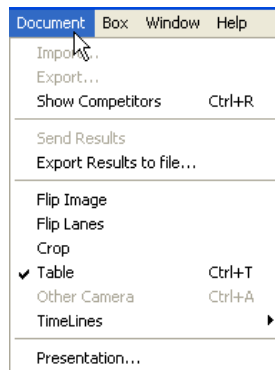 Document Box Window Help
Import...
Export...
Show Competitors Ctrl+R
Send Results
Export Results to file...
Flip Image
Flip Lanes
Crop
Table Ctrl+T
Other Camera Ctrl+A
TimeLines
Presentation...